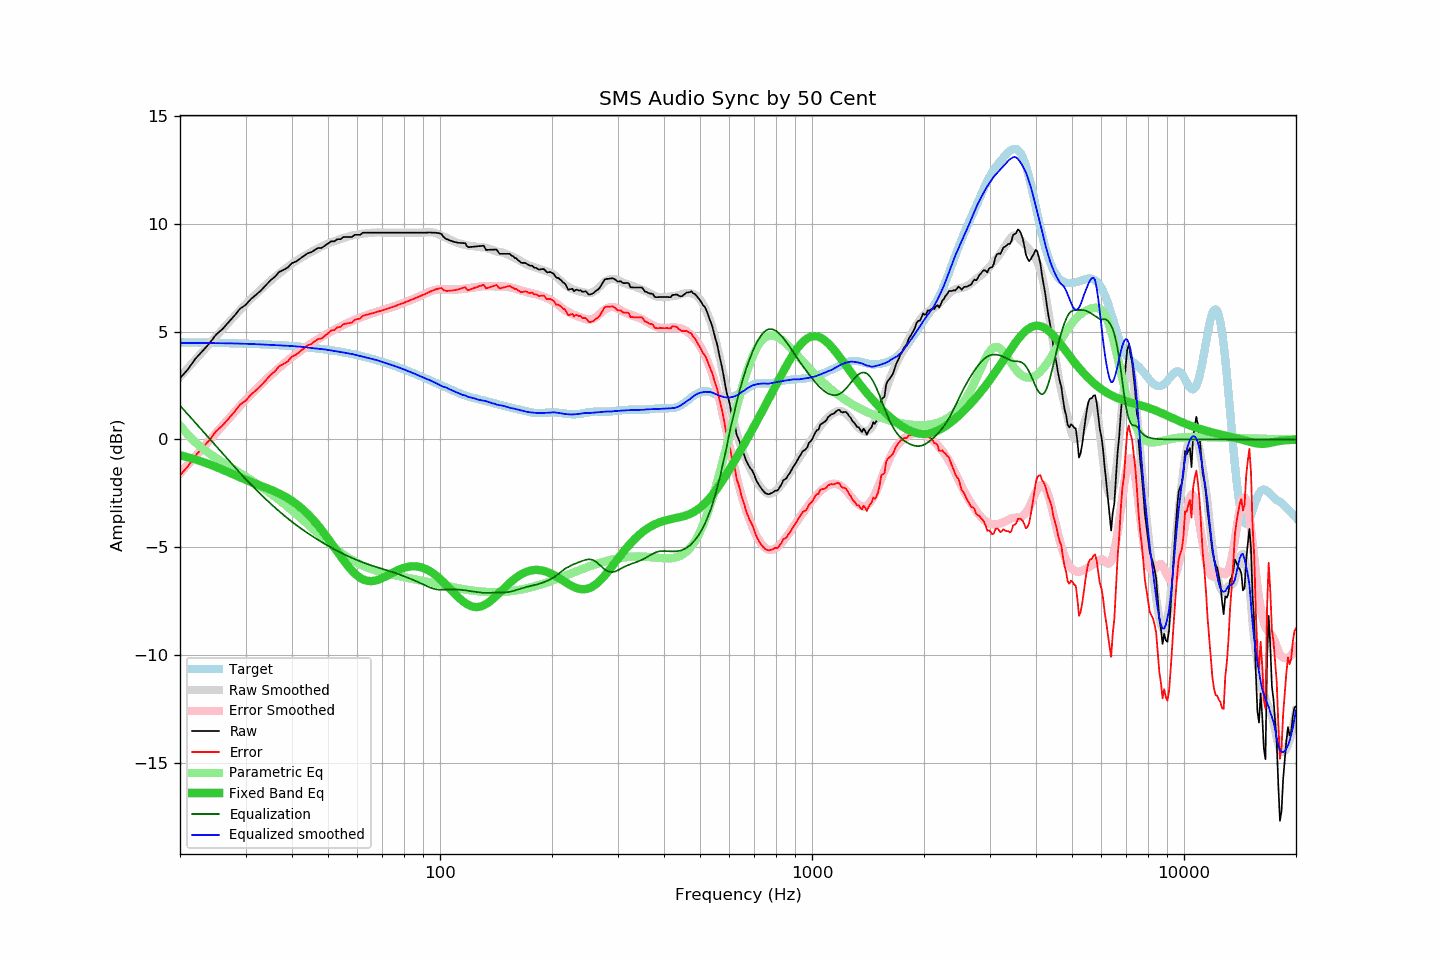 SMS Audio Sync by 50 Cent
15
10
5
0
−5
−10
−15
Amplitude (dBr)
Target
Raw Smoothed
Error Smoothed
Raw
Error
Parametric Eq
Fixed Band Eq
Equalization
Equalized smoothed
100
1000
10000
Frequency (Hz)